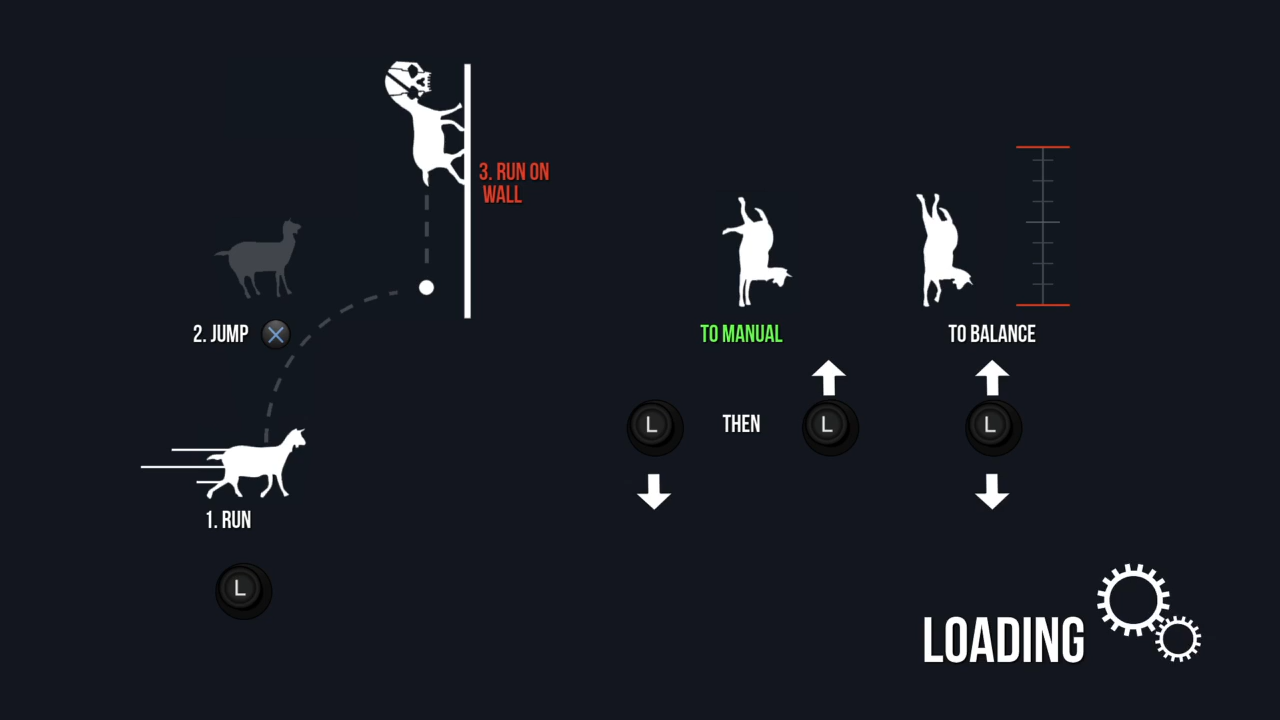 3. RUN ON
WALL
2. JUMP
1. RUN
L
TO MANUAL
L
THEN
L
TO BALANCE
L
LOADING